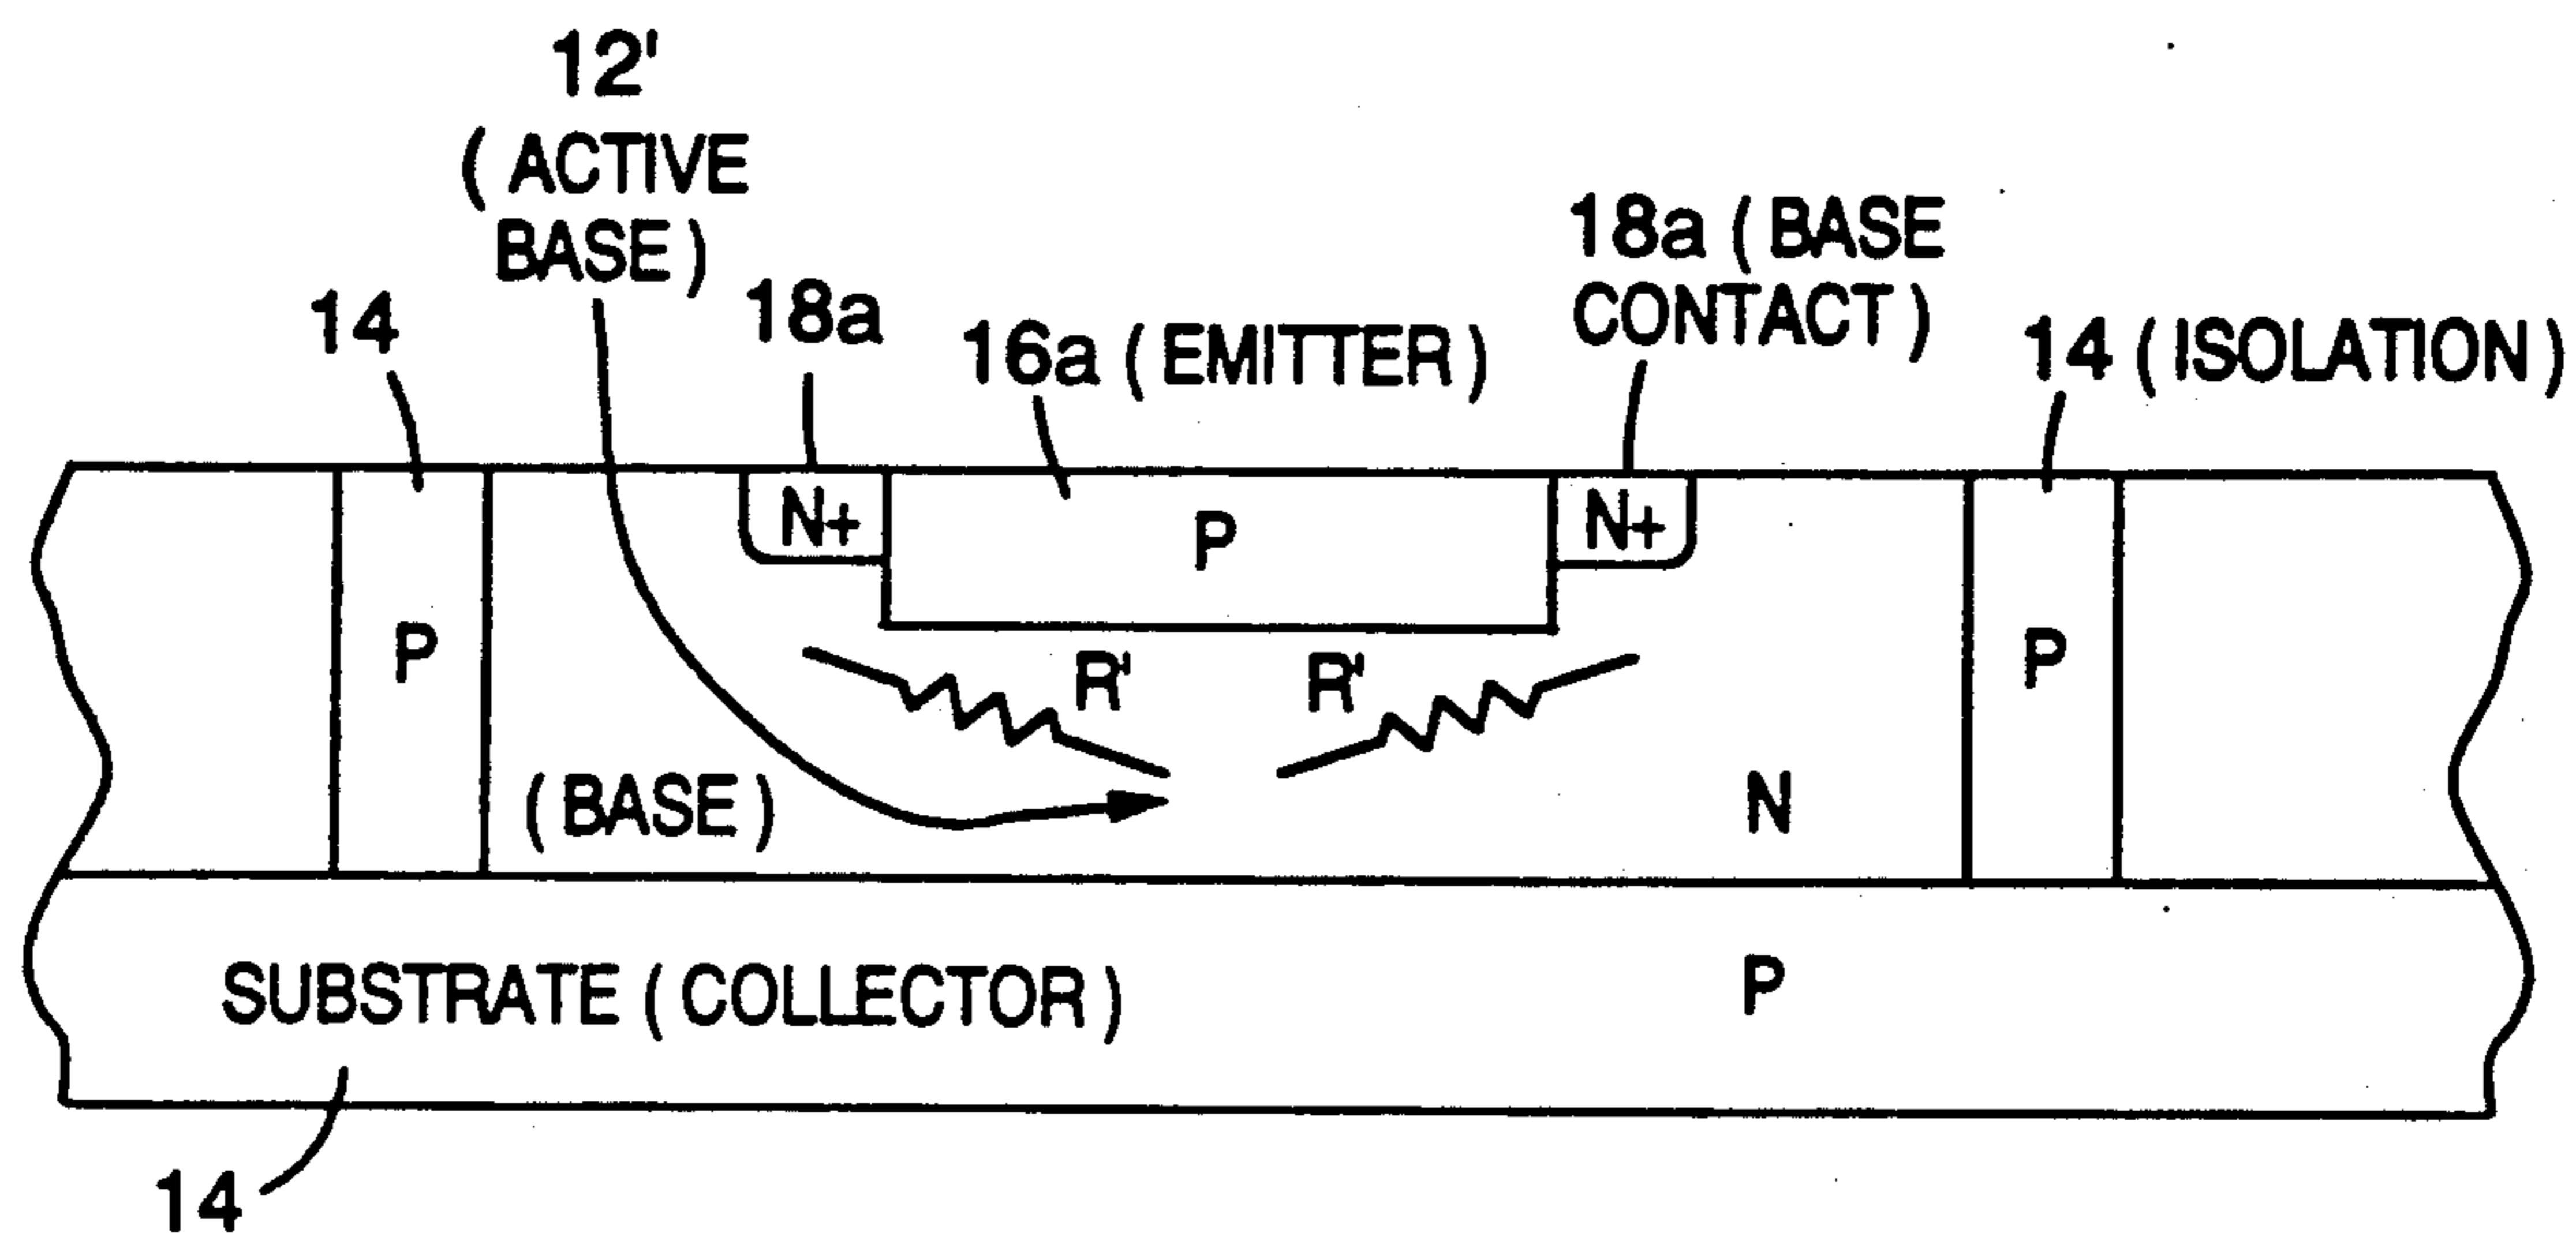 12'
( ACTIVE
BASE )
14
18a
16a ( EMITTER )
18a ( BASE
CONTACT )
14 ( ISOLATION )
N+
P
N+
P
P
R'
R'
( BASE )
N
SUBSTRATE ( COLLECTOR )
P
14